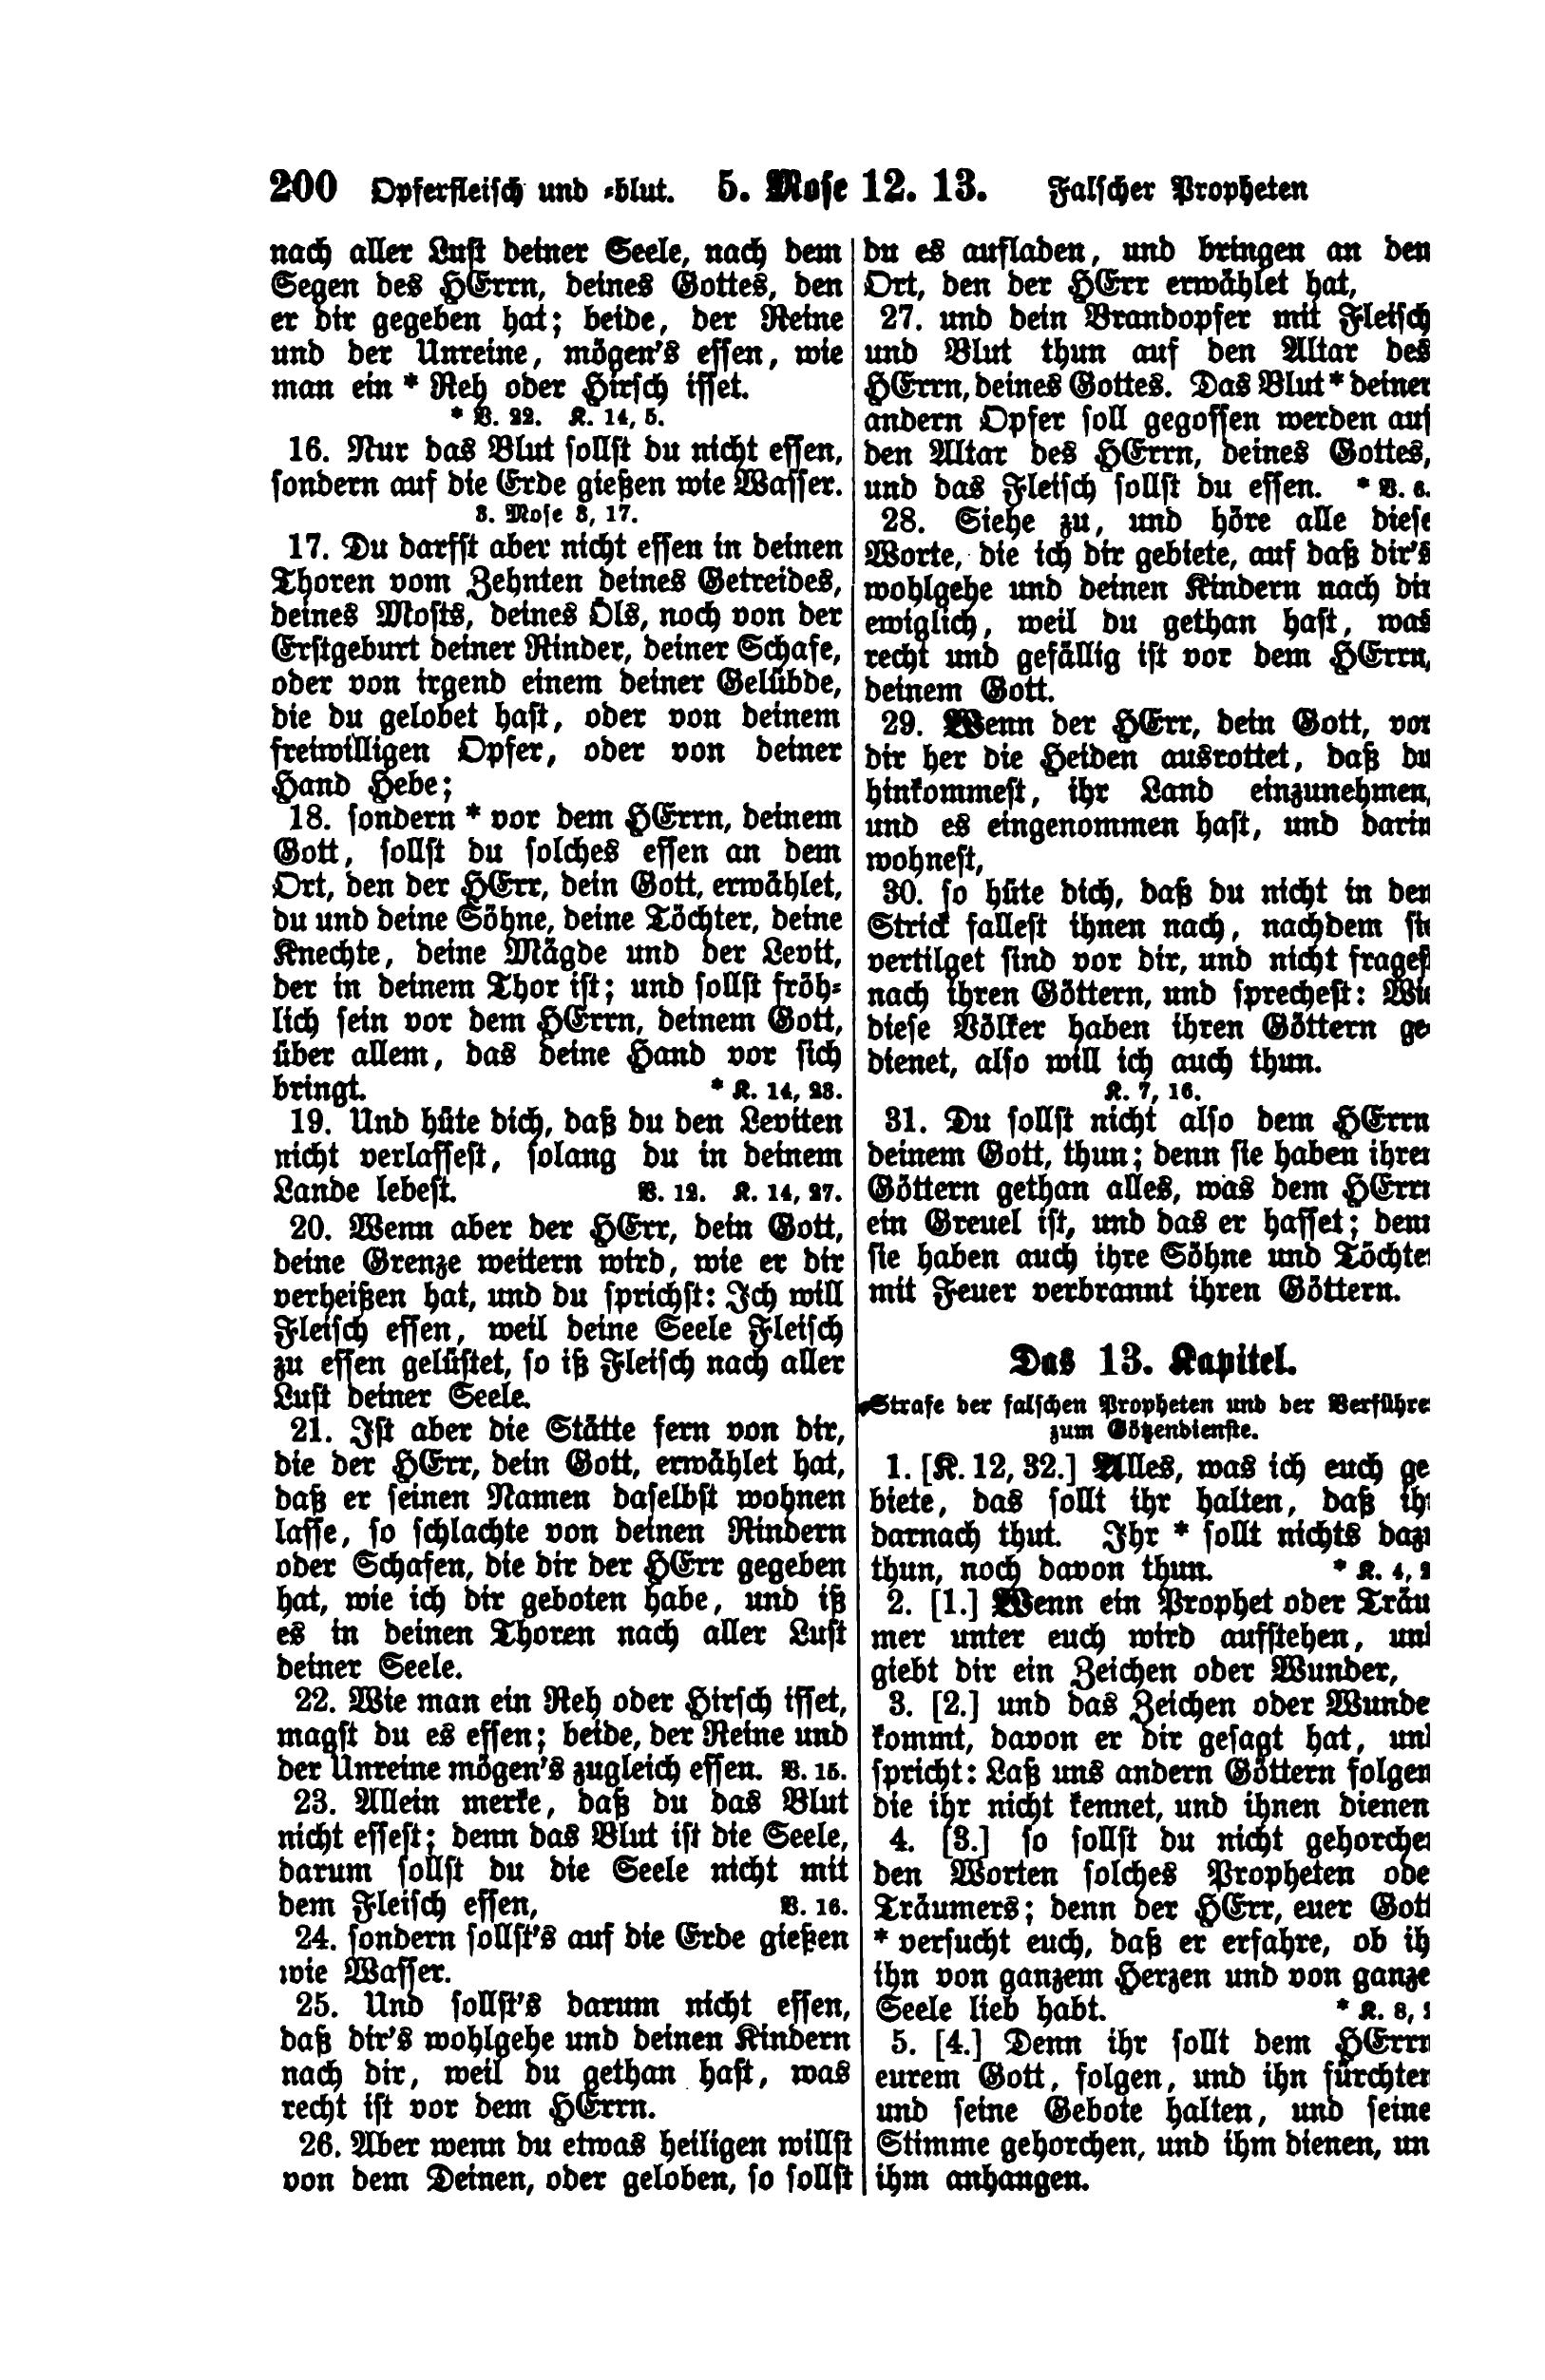 200 Opferfleisch und =blut. 5. Mose 12. 13. Falscher Propheten
nach aller Lust deiner Seele, nach dem
Segen des HErrn, deines Gottes, den
er dir gegeben hat; beide, der Reine
und der Unreine, mögen's essen, wie
man ein * Reh oder Hirsch isset.
* V. 22. K. 14, 5.
16. Nur das Blut sollst du nicht essen,
sondern auf die Erde gießen wie Wasser.
3. Mose 3, 17.
17. Du darfst aber nicht essen in deinen
Thoren vom Zehnten deines Getreides,
deines Mosts, deines Öls, noch von der
Erstgeburt deiner Rinder, deiner Schafe,
oder von irgend einem deiner Gelübde,
die du gelobet hast, oder von deinem
freiwilligen Opfer, oder von deiner
Hand Hebe;
18. sondern * vor dem HErrn, deinem
Gott, sollst du solches essen an dem
Ort, den der HErr, dein Gott, erwählet,
du und deine Söhne, deine Töchter, deine
Knechte, deine Mägde und der Levit,
der in deinem Thor ist; und sollst fröh=
lich sein vor dem HErrn, deinem Gott,
über allem, das deine Hand vor sich
bringt. * K. 14, 23.
19. Und hüte dich, daß du den Leviten
nicht verlassest, solang du in deinem
Lande lebest. V. 12. K. 14, 27.
20. Wenn aber der HErr, dein Gott,
deine Grenze weitern wird, wie er dir
verheißen hat, und du sprichst: Ich will
Fleisch essen, weil deine Seele Fleisch
zu essen gelüstet, so iß Fleisch nach aller
Lust deiner Seele.
21. Ist aber die Stätte fern von dir,
die der HErr, dein Gott, erwählet hat,
daß er seinen Namen daselbst wohnen
lasse, so schlachte von deinen Rindern
oder Schafen, die dir der HErr gegeben
hat, wie ich dir geboten habe, und iß
es in deinen Thoren nach aller Lust
deiner Seele.
22. Wie man ein Reh oder Hirsch isset,
magst du es essen; beide, der Reine und
der Unreine mögen's zugleich essen. V. 15.
23. Allein merke, daß du das Blut
nicht essest; denn das Blut ist die Seele,
darum sollst du die Seele nicht mit
dem Fleisch essen, V. 16.
24. sondern sollst's auf die Erde gießen
wie Wasser.
25. Und sollst's darum nicht essen,
daß dir's wohlgehe und deinen Kindern
nach dir, weil du gethan hast, was
recht ist vor dem HErrn.
26. Aber wenn du etwas heiligen willst
von dem Deinen, oder geloben, so sollst
du es aufladen, und bringen an den
Ort, den der HErr erwählet hat,
27. und dein Brandopfer mit Fleisch
und Blut thun auf den Altar des
HErrn, deines Gottes. Das Blut * deiner
andern Opfer soll gegossen werden auf
den Altar des HErrn, deines Gottes,
und das Fleisch sollst du essen. * V. 6.
28. Siehe zu, und höre alle diese
Worte, die ich dir gebiete, auf daß dir's
wohlgehe und deinen Kindern nach dir
ewiglich, weil du gethan hast, was
recht und gefällig ist vor dem HErrn,
deinem Gott.
29. Wenn der HErr, dein Gott, vor
dir her die Heiden ausrottet, daß du
hinkommest, ihr Land einzunehmen,
und es eingenommen hast, und darin
wohnest,
30. so hüte dich, daß du nicht in den
Strick fallest ihnen nach, nachdem sie
vertilget sind vor dir, und nicht fragest
nach ihren Göttern, und sprechest: Wie
diese Völker haben ihren Göttern ge
dienet, also will ich auch thun.
K. 7, 16.
31. Du sollst nicht also dem HErrn
deinem Gott, thun; denn sie haben ihren
Göttern gethan alles, was dem HErrn
ein Greuel ist, und das er hasset; denn
sie haben auch ihre Söhne und Töchte
mit Feuer verbrannt ihren Göttern.
Das 13. Kapitel.
Strafe der falschen Propheten und der Verführe
zum Götzendienste.
1. [K. 12, 32.] Alles, was ich euch ge
biete, das sollt ihr halten, daß ih
darnach thut. Ihr * sollt nichts daz
thun, noch davon thun. * K. 4, 2
2. [1.] Wenn ein Prophet oder Träu
mer unter euch wird aufstehen, und
giebt dir ein Zeichen oder Wunder,
3. [2.] und das Zeichen oder Wunde
kommt, davon er dir gesagt hat, und
spricht: Laß uns andern Göttern folgen
die ihr nicht kennet, und ihnen dienen
4. [3.] so sollst du nicht gehorche
den Worten solches Propheten ode
Träumers; denn der HErr, euer Gott
* versucht euch, daß er erfahre, ob ih
ihn von ganzem Herzen und von ganze
Seele lieb habt. * K. 8,
5. [4.] Denn ihr sollt dem HErrn
eurem Gott, folgen, und ihn fürchten
und seine Gebote halten, und seine
Stimme gehorchen, und ihm dienen, un
ihm anhangen.